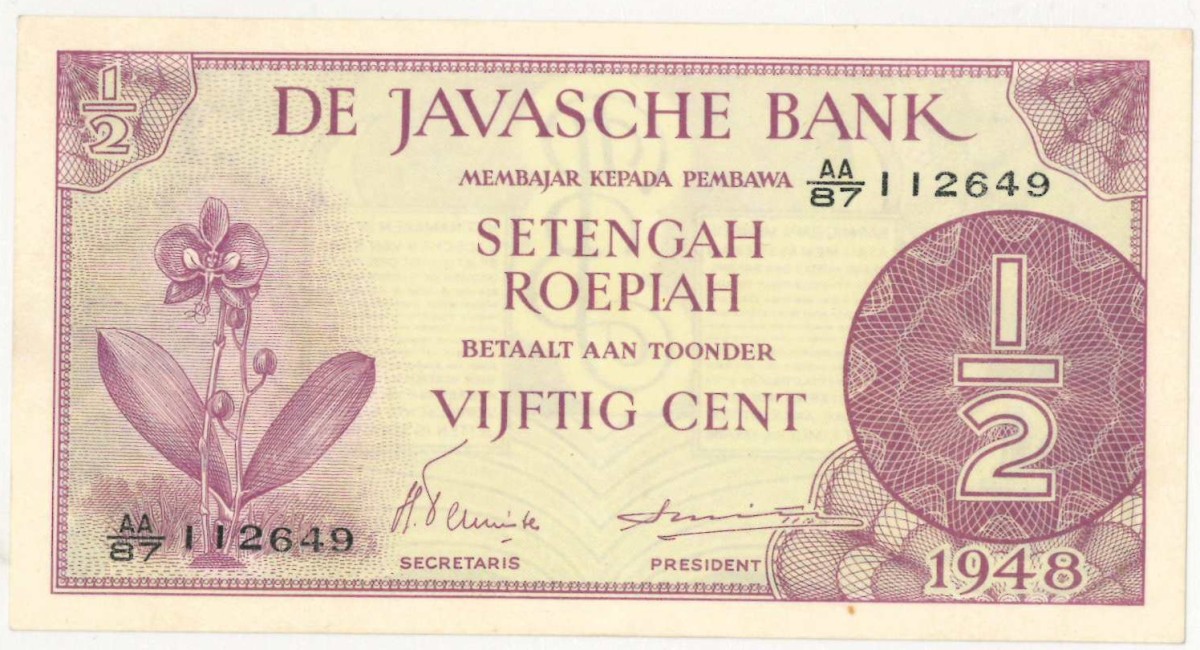 1/2
DE JAVASCHE BANK
MEMBAJAR KEPADA PEMBAWA
AA/87 112649
SETENGAH
ROEPIAH
BETAALT AAN TOONDER
VIJFTIG CENT
1/2
AA/87 112649
SECRETARIS
PRESIDENT
1948